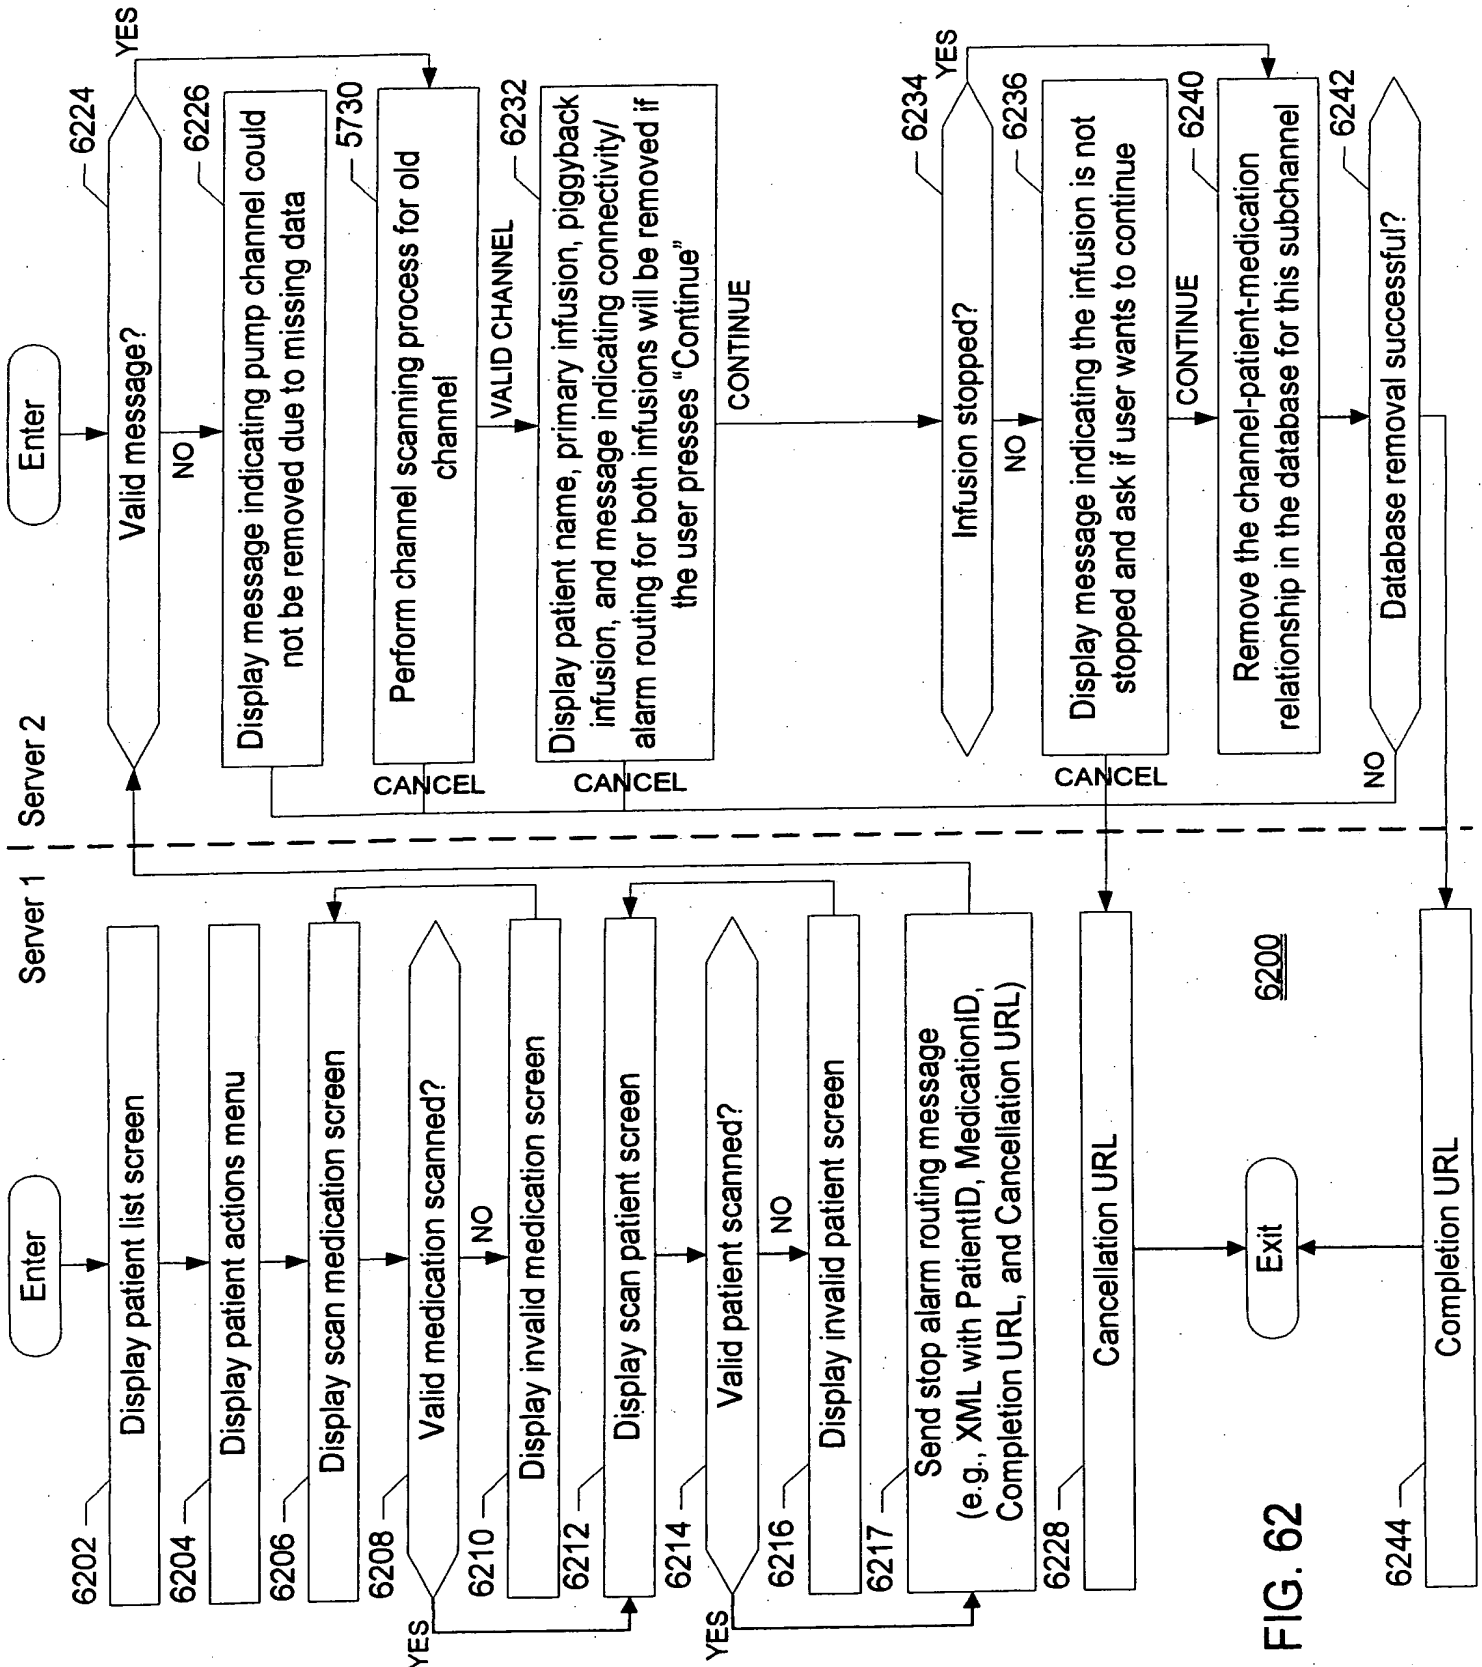 Server 1
Server 2
Enter
6202
Display patient list screen
6204
Display patient actions menu
6206
Display scan medication screen
6208
Valid medication scanned?
YES
NO
6210
Display invalid medication screen
6212
Display scan patient screen
6214
Valid patient scanned?
YES
NO
6216
Display invalid patient screen
6217
Send stop alarm routing message
(e.g., XML with PatientID, MedicationID,
Completion URL, and Cancellation URL)
6228
Cancellation URL
Exit
6200
6244
Completion URL
FIG. 62
Enter
6224
Valid message?
YES
NO
6226
Display message indicating pump channel could
not be removed due to missing data
5730
Perform channel scanning process for old
channel
CANCEL
VALID CHANNEL
6232
Display patient name, primary infusion, piggyback
infusion, and message indicating connectivity/
alarm routing for both infusions will be removed if
the user presses "Continue"
CANCEL
CONTINUE
6234
Infusion stopped?
YES
NO
6236
Display message indicating the infusion is not
stopped and ask if user wants to continue
CANCEL
CONTINUE
6240
Remove the channel-patient-medication
relationship in the database for this subchannel
6242
Database removal successful?
NO